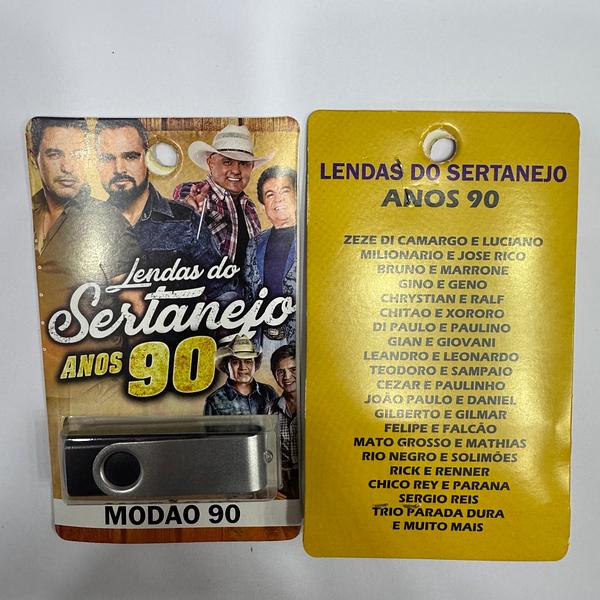 Lendas do
Sertanejo
ANOS 90
MODAO 90
LENDAS DO SERTANEJO
ANOS 90
ZEZE DI CAMARGO E LUCIANO
MILIONARIO E JOSE RICO
BRUNO E MARRONE
GINO E GENO
CHRYSTIAN E RALF
CHITAO E XORORO
DI PAULO E PAULINO
GIAN E GIOVANI
LEANDRO E LEONARDO
TEODORO E SAMPAIO
CEZAR E PAULINHO
JOÃO PAULO E DANIEL
GILBERTO E GILMAR
FELIPE E FALCÃO
MATO GROSSO E MATHIAS
RIO NEGRO E SOLIMÕES
RICK E RENNER
CHICO REY E PARANA
SERGIO REIS
TRIO PARADA DURA
E MUITO MAIS